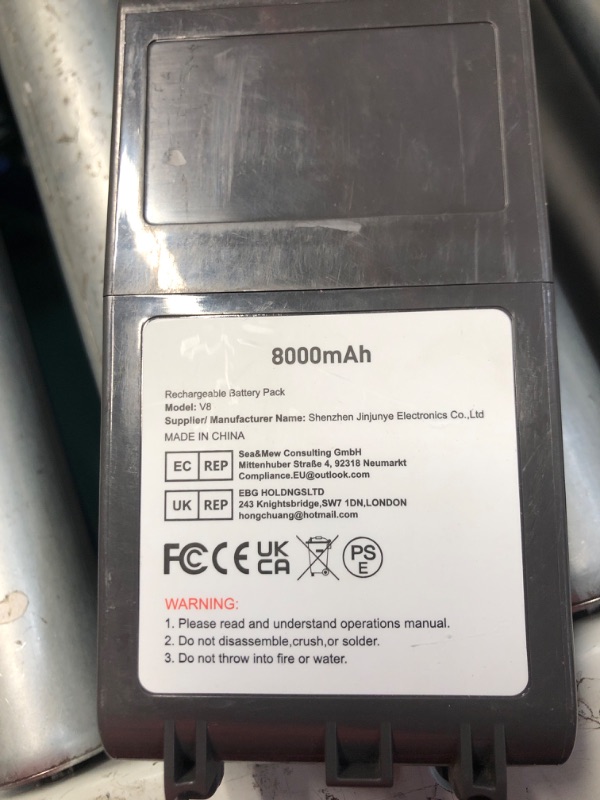 8000mAh
Rechargeable Battery Pack
Model: V8
Supplier/ Manufacturer Name: Shenzhen Jinjunye Electronics Co.,Ltd
MADE IN CHINA
EC REP
Sea&Mew Consulting GmbH
Mittenhuber Straße 4, 92318 Neumarkt
Compliance.EU@outlook.com
UK REP
EBG HOLDNGSLTD
243 Knightsbridge,SW7 1DN,LONDON
hongchuang@hotmail.com
FC CE UK CA PS E
WARNING:
1. Please read and understand operations manual.
2. Do not disassemble,crush,or solder.
3. Do not throw into fire or water.